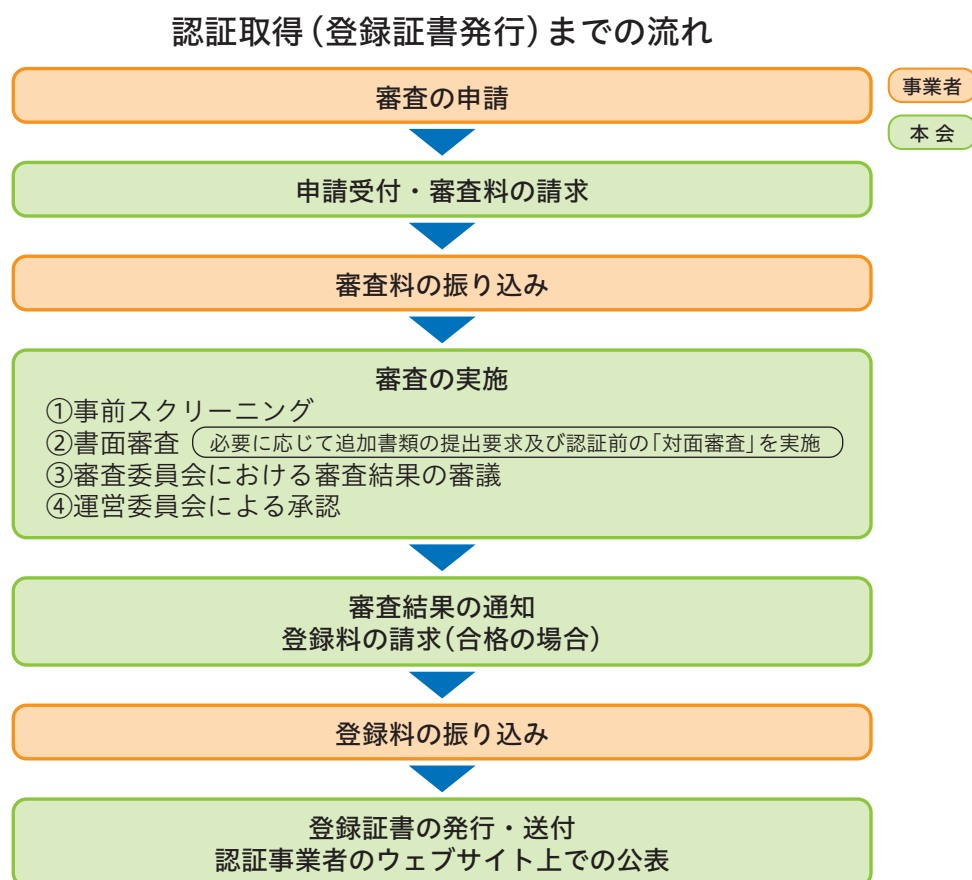 認証取得(登録証書発行)までの流れ
事業者
本会
審査の申請
申請受付・審査料の請求
審査料の振り込み
審査の実施
①事前スクリーニング
②書面審査 必要に応じて追加書類の提出要求及び認証前の「対面審査」を実施
③審査委員会における審査結果の審議
④運営委員会による承認
審査結果の通知
登録料の請求(合格の場合)
登録料の振り込み
登録証書の発行・送付
認証事業者のウェブサイト上での公表